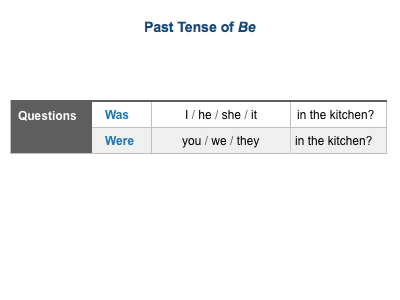 Past Tense of Be
Questions Was I / he / she / it in the kitchen?
Were you / we / they in the kitchen?